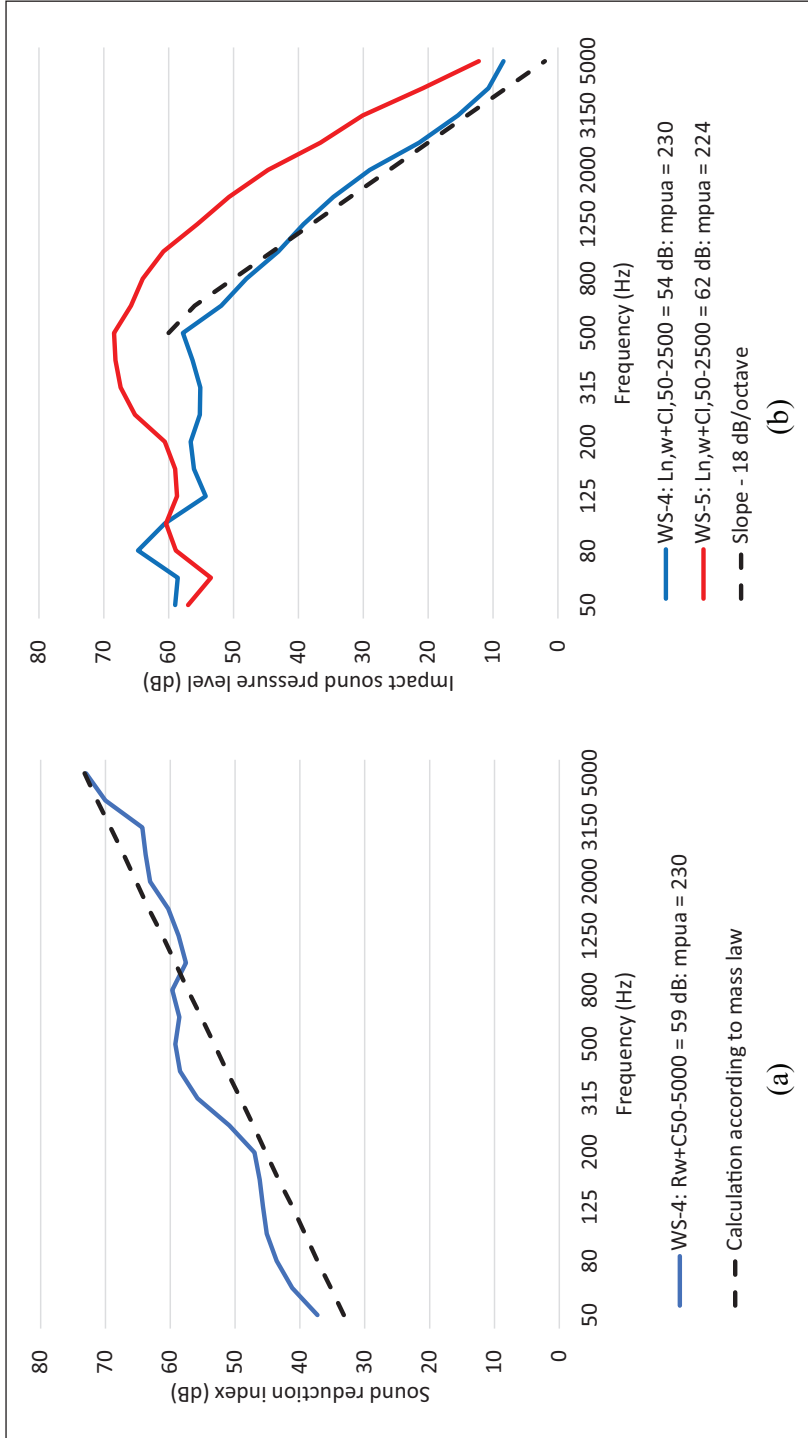 80
70
60
50
40
30
20
10
0
Sound reduction index (dB)
50 80 125 200 315 500 800 1250 2000 3150 5000
Frequency (Hz)
WS-4: Rw+C50-5000 = 59 dB: mpua = 230
Calculation according to mass law
(a)
80
70
60
50
40
30
20
10
0
Impact sound pressure level (dB)
50 80 125 200 315 500 800 1250 2000 3150 5000
Frequency (Hz)
WS-4: Ln,w+CI,50-2500 = 54 dB: mpua = 230
WS-5: Ln,w+CI,50-2500 = 62 dB: mpua = 224
Slope - 18 dB/octave
(b)